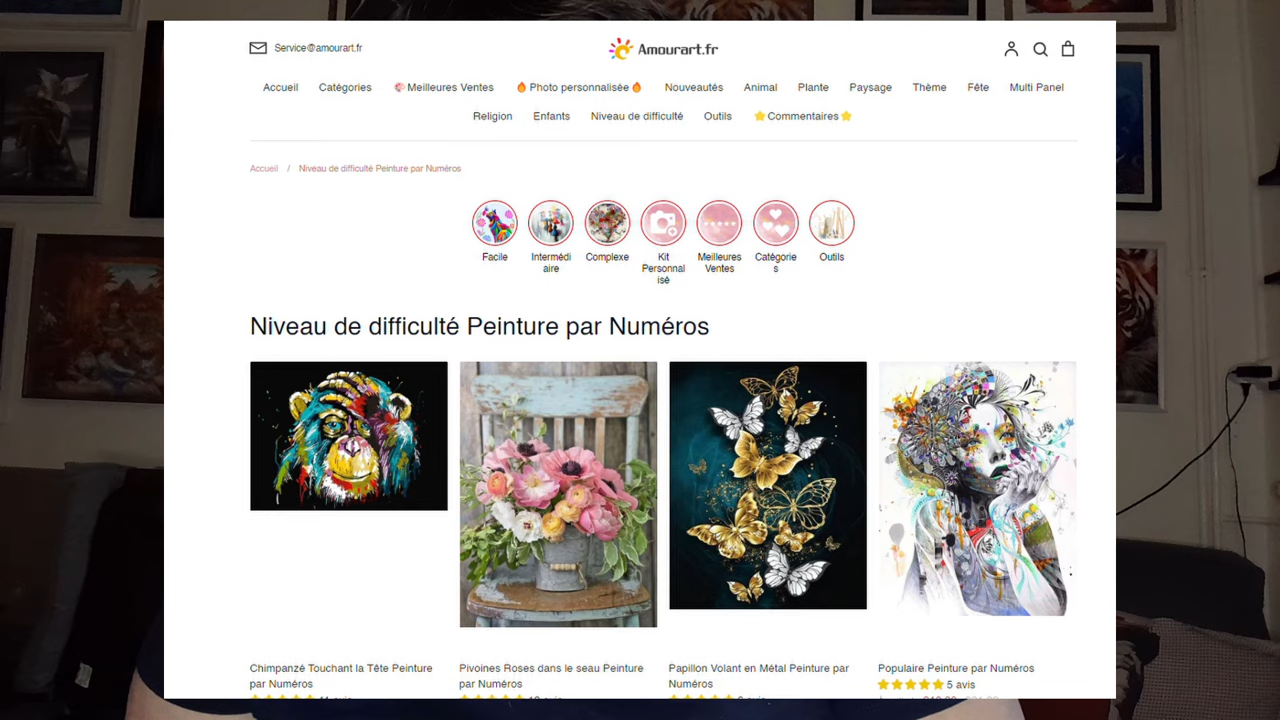 Service@amourart.fr
Amourart.fr
Accueil Catégories Meilleures Ventes Photo personnalisée Nouveautés Animal Plante Paysage Thème Fête Multi Panel
Religion Enfants Niveau de difficulté Outils Commentaires
Accueil / Niveau de difficulté Peinture par Numéros
Facile Intermédi Complexe Kit Meilleures Catégorie Outils
aire Personnal Ventes s
isé
Niveau de difficulté Peinture par Numéros
Chimpanzé Touchant la Tête Peinture Pivoines Roses dans le seau Peinture Papillon Volant en Métal Peinture par Populaire Peinture par Numéros
par Numéros par Numéros Numéros 5 avis